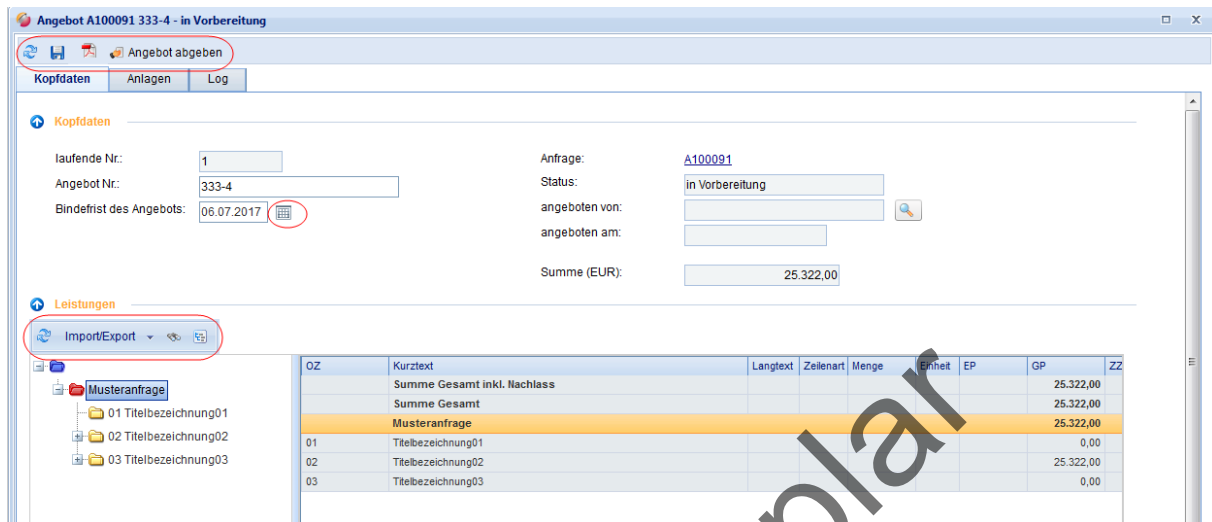 Angebot A100091 333-4 - in Vorbereitung
Angebot abgeben
Kopfdaten Anlagen Log
Kopfdaten
laufende Nr.: 1 Anfrage: A100091
Angebot Nr.: 333-4 Status: in Vorbereitung
Bindefrist des Angebots: 06.07.2017 angeboten von:
angeboten am:
Summe (EUR): 25.322,00
Leistungen
Import/Export
Musteranfrage
01 Titelbezeichnung01
02 Titelbezeichnung02
03 Titelbezeichnung03
OZ Kurztext Langtext Zeilenart Menge Einheit EP GP ZZ
Summe Gesamt inkl. Nachlass 25.322,00
Summe Gesamt 25.322,00
Musteranfrage 25.322,00
01 Titelbezeichnung01 0,00
02 Titelbezeichnung02 25.322,00
03 Titelbezeichnung03 0,00
plar